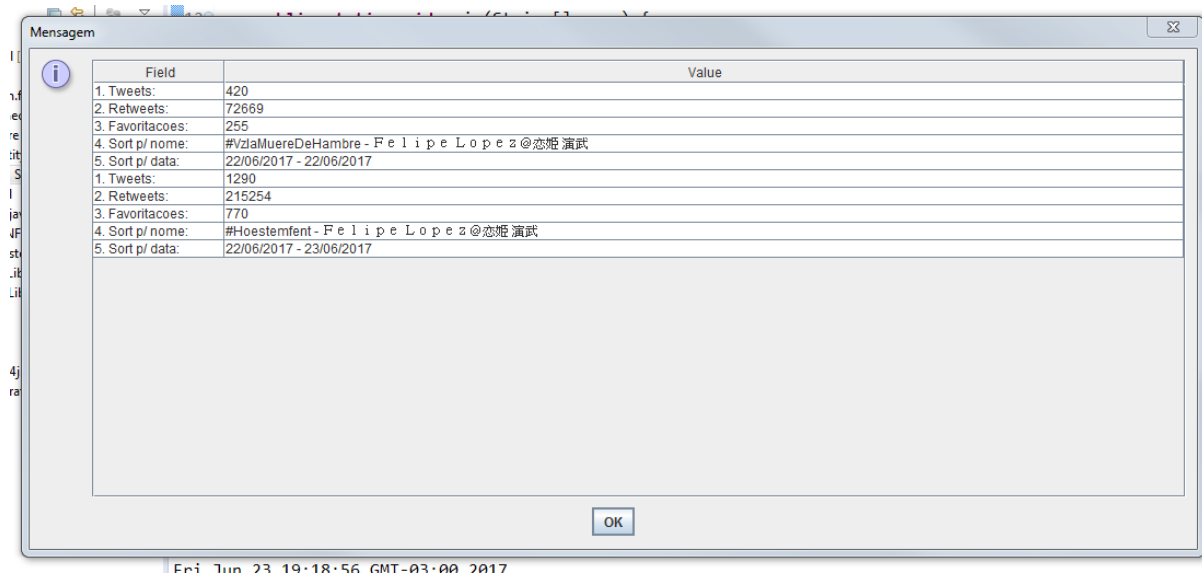 Mensagem
Field Value
1. Tweets: 420
2. Retweets: 72669
3. Favoritacoes: 255
4. Sort p/ nome: #VzlaMuereDeHambre - Ｆｅｌｉｐｅ Ｌｏｐｅｚ@恋姫 演武
5. Sort p/ data: 22/06/2017 - 22/06/2017
1. Tweets: 1290
2. Retweets: 215254
3. Favoritacoes: 770
4. Sort p/ nome: #Hoestemfent - Ｆｅｌｉｐｅ Ｌｏｐｅｚ@恋姫 演武
5. Sort p/ data: 22/06/2017 - 23/06/2017
OK
Fri Jun 23 19:18:56 GMT-03:00 2017